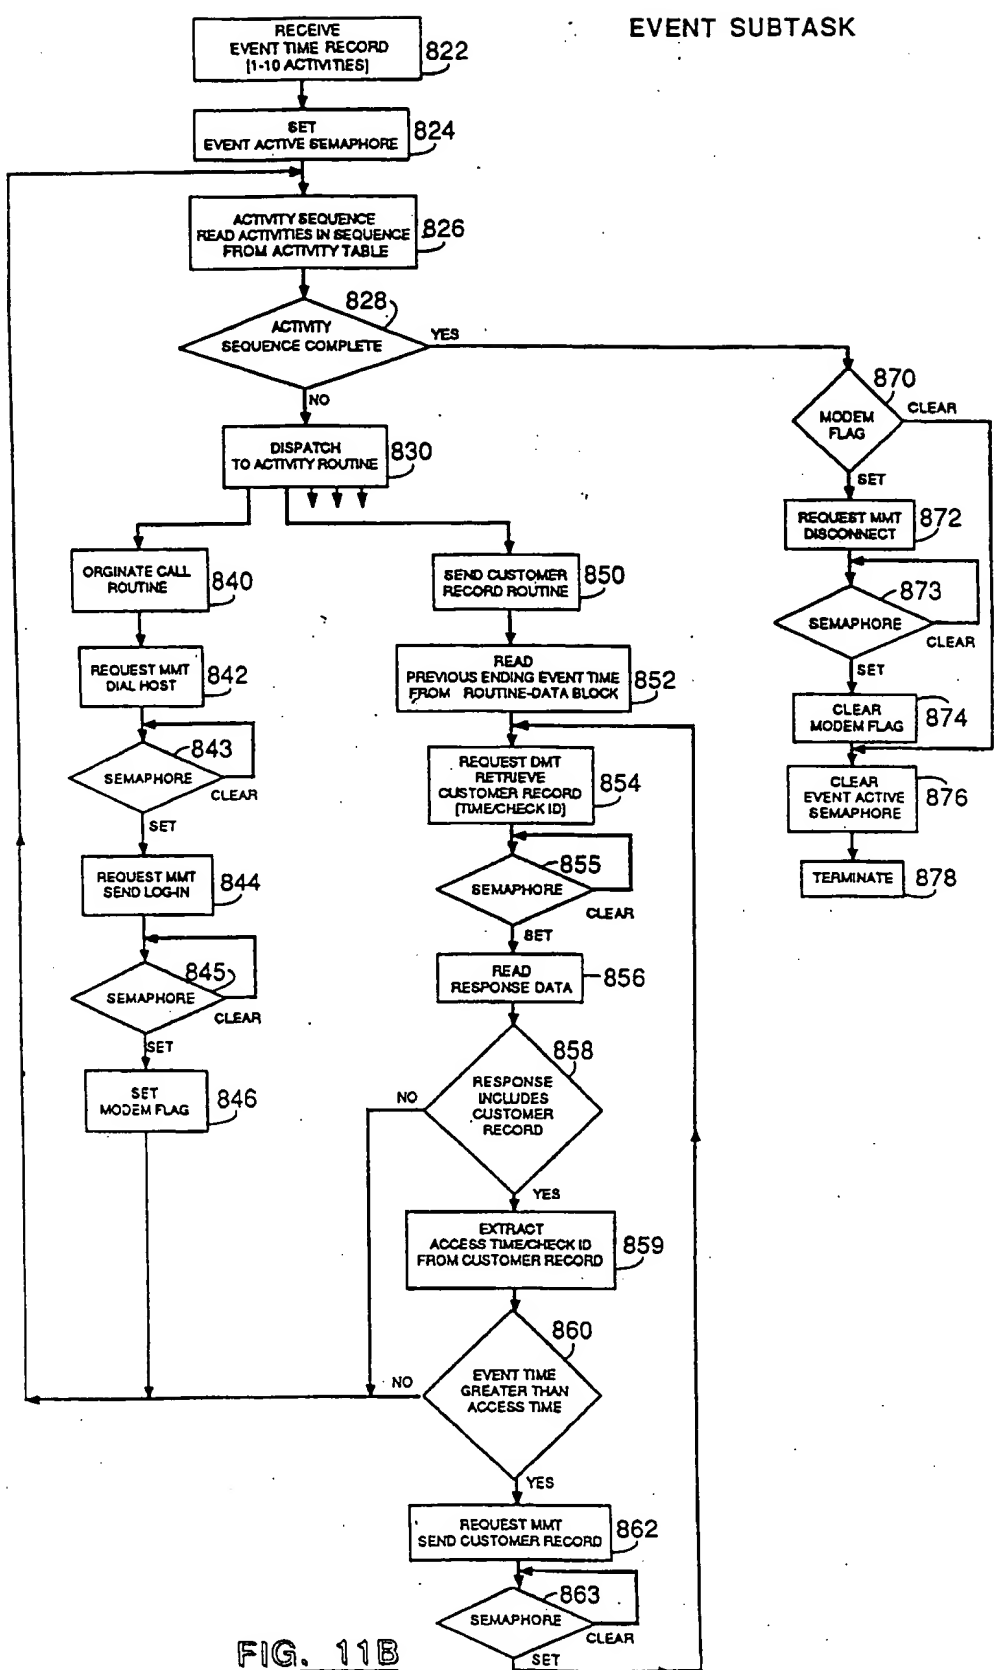 EVENT SUBTASK
RECEIVE
EVENT TIME RECORD
[1-10 ACTIVITIES]
822
SET
EVENT ACTIVE SEMAPHORE
824
ACTIVITY SEQUENCE
READ ACTIVITIES IN SEQUENCE
FROM ACTIVITY TABLE
826
828
ACTIVITY
SEQUENCE COMPLETE
YES
NO
DISPATCH
TO ACTIVITY ROUTINE
830
ORGINATE CALL
ROUTINE
840
REQUEST MMT
DIAL HOST
842
843
SEMAPHORE
CLEAR
SET
REQUEST MMT
SEND LOG-IN
844
845
SEMAPHORE
CLEAR
SET
SET
MODEM FLAG
846
SEND CUSTOMER
RECORD ROUTINE
850
READ
PREVIOUS ENDING EVENT TIME
FROM ROUTINE-DATA BLOCK
852
REQUEST DMT
RETRIEVE
CUSTOMER RECORD
[TIME/CHECK ID]
854
855
SEMAPHORE
CLEAR
SET
READ
RESPONSE DATA
856
858
RESPONSE
INCLUDES
CUSTOMER
RECORD
NO
YES
EXTRACT
ACCESS TIME/CHECK ID
FROM CUSTOMER RECORD
859
860
EVENT TIME
GREATER THAN
ACCESS TIME
NO
YES
REQUEST MMT
SEND CUSTOMER RECORD
862
863
SEMAPHORE
CLEAR
SET
870
MODEM
FLAG
CLEAR
SET
REQUEST MMT
DISCONNECT
872
873
SEMAPHORE
CLEAR
SET
CLEAR
MODEM FLAG
874
CLEAR
EVENT ACTIVE
SEMAPHORE
876
TERMINATE
878
FIG. 11B